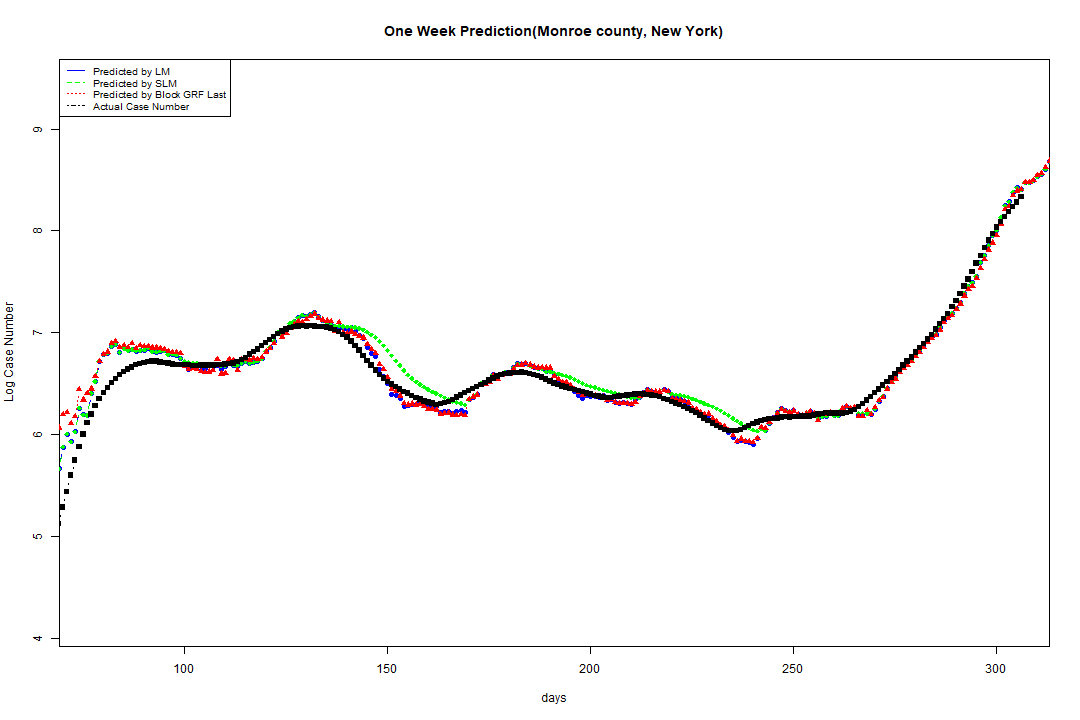 One Week Prediction(Monroe county, New York)
Predicted by LM
Predicted by SLM
Predicted by Block GRF Last
Actual Case Number
9
8
7
6
5
4
Log Case Number
100 150 200 250 300
days